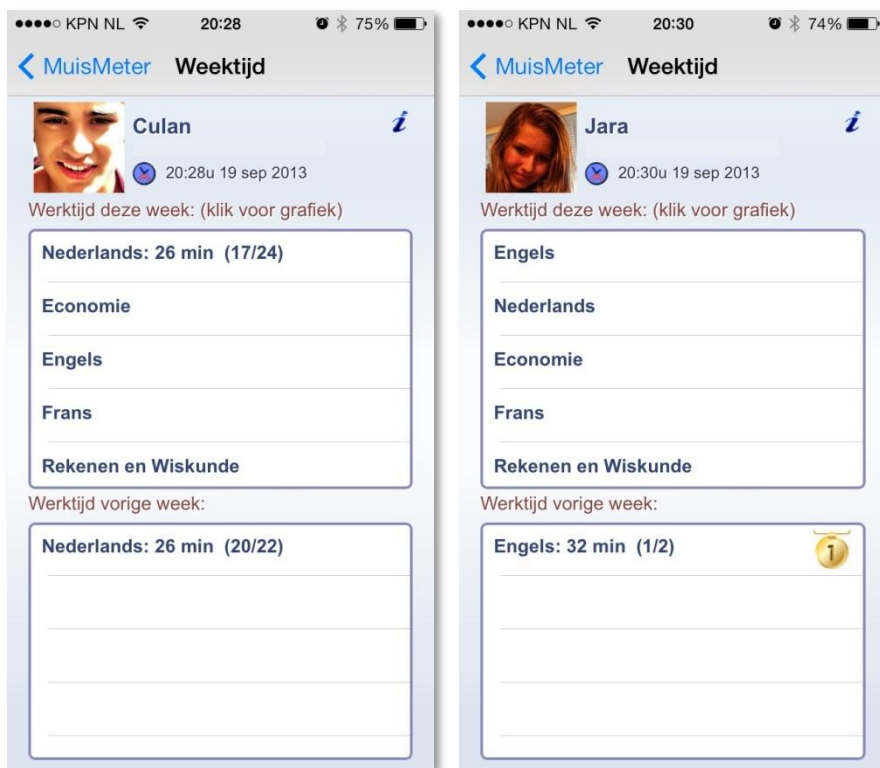 KPN NL 20:28 75%
MuisMeter Weektijd
Culan i
20:28u 19 sep 2013
Werktijd deze week: (klik voor grafiek)
Nederlands: 26 min (17/24)
Economie
Engels
Frans
Rekenen en Wiskunde
Werktijd vorige week:
Nederlands: 26 min (20/22)
KPN NL 20:30 74%
MuisMeter Weektijd
Jara i
20:30u 19 sep 2013
Werktijd deze week: (klik voor grafiek)
Engels
Nederlands
Economie
Frans
Rekenen en Wiskunde
Werktijd vorige week:
Engels: 32 min (1/2) 1